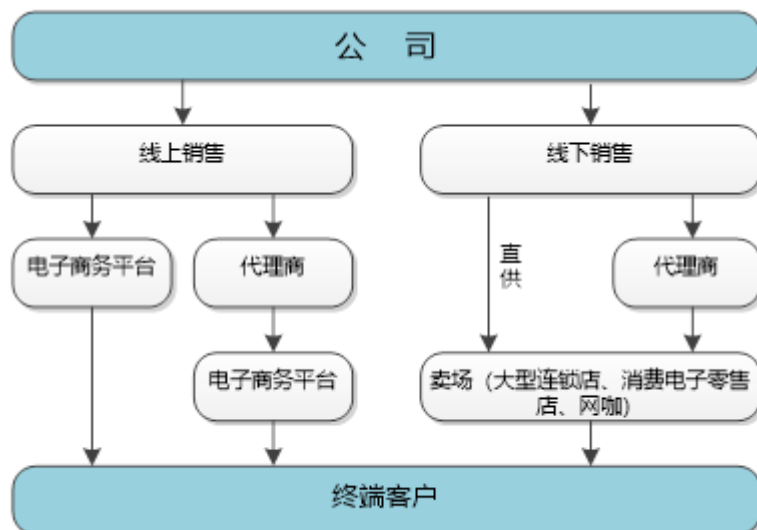 公 司
线上销售
线下销售
电子商务平台
代理商
直
供
代理商
电子商务平台
卖场（大型连锁店、消费电子零售
店、网咖)
终端客户